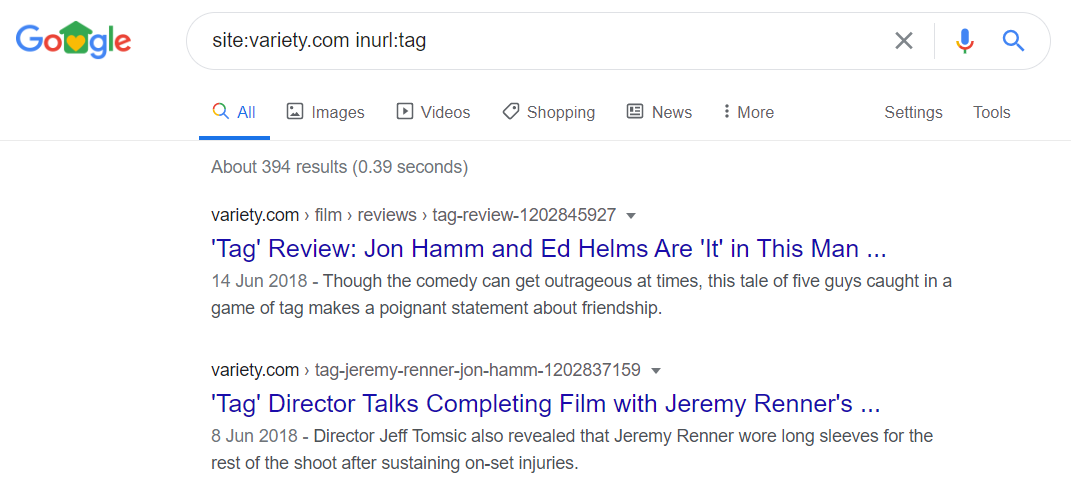 Google
site:variety.com inurl:tag
All Images Videos Shopping News More Settings Tools
About 394 results (0.39 seconds)
variety.com › film › reviews › tag-review-1202845927
'Tag' Review: Jon Hamm and Ed Helms Are 'It' in This Man ...
14 Jun 2018 - Though the comedy can get outrageous at times, this tale of five guys caught in a
game of tag makes a poignant statement about friendship.
variety.com › tag-jeremy-renner-jon-hamm-1202837159
'Tag' Director Talks Completing Film with Jeremy Renner's ...
8 Jun 2018 - Director Jeff Tomsic also revealed that Jeremy Renner wore long sleeves for the
rest of the shoot after sustaining on-set injuries.